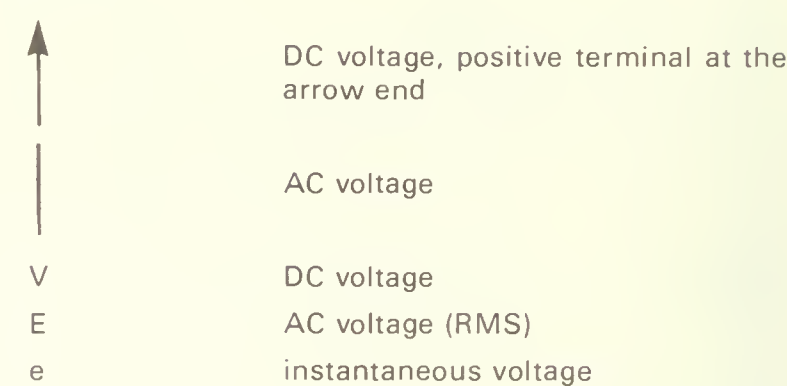 DC voltage, positive terminal at the
arrow end
AC voltage
V DC voltage
E AC voltage (RMS)
e instantaneous voltage